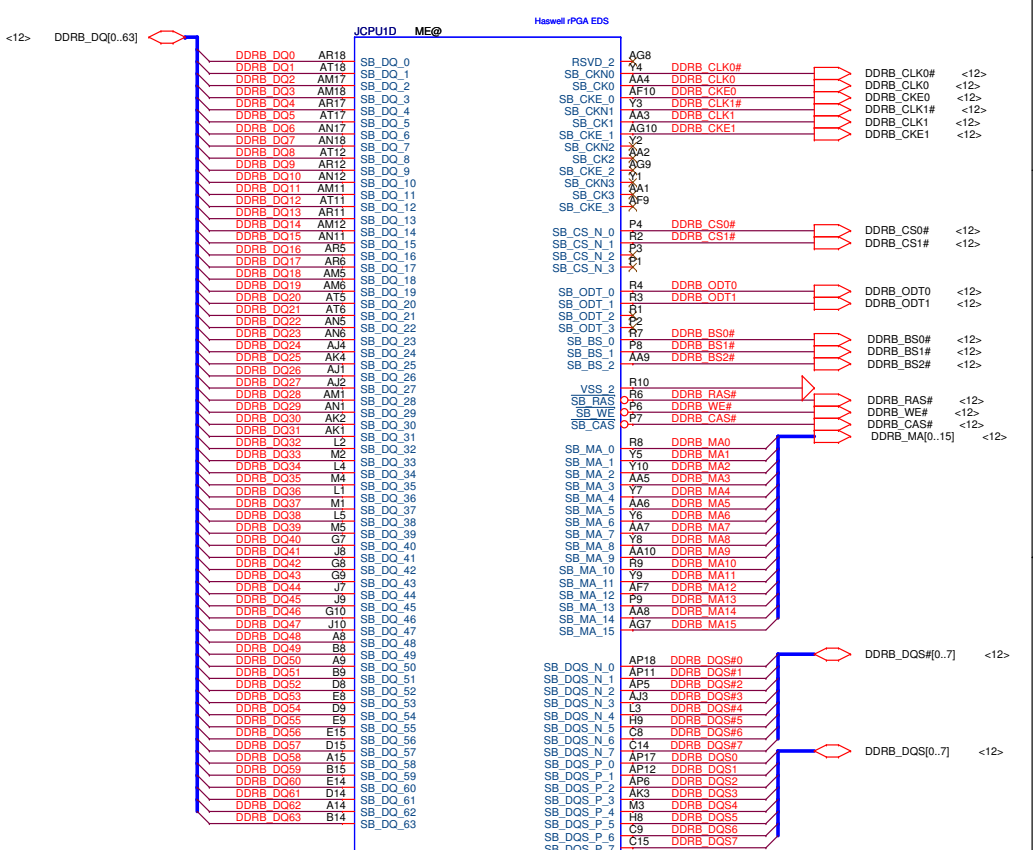 Haswell rPGA EDS
JCPU1D ME@
<12> DDRB_DQ[0..63]
DDRB_DQ0 AR18 SB_DQ_0
DDRB_DQ1 AT18 SB_DQ_1
DDRB_DQ2 AM17 SB_DQ_2
DDRB_DQ3 AM18 SB_DQ_3
DDRB_DQ4 AR17 SB_DQ_4
DDRB_DQ5 AT17 SB_DQ_5
DDRB_DQ6 AN17 SB_DQ_6
DDRB_DQ7 AN18 SB_DQ_7
DDRB_DQ8 AT12 SB_DQ_8
DDRB_DQ9 AR12 SB_DQ_9
DDRB_DQ10 AN12 SB_DQ_10
DDRB_DQ11 AM11 SB_DQ_11
DDRB_DQ12 AT11 SB_DQ_12
DDRB_DQ13 AR11 SB_DQ_13
DDRB_DQ14 AM12 SB_DQ_14
DDRB_DQ15 AN11 SB_DQ_15
DDRB_DQ16 AR5 SB_DQ_16
DDRB_DQ17 AR6 SB_DQ_17
DDRB_DQ18 AM5 SB_DQ_18
DDRB_DQ19 AM6 SB_DQ_19
DDRB_DQ20 AT5 SB_DQ_20
DDRB_DQ21 AT6 SB_DQ_21
DDRB_DQ22 AN5 SB_DQ_22
DDRB_DQ23 AN6 SB_DQ_23
DDRB_DQ24 AJ4 SB_DQ_24
DDRB_DQ25 AK4 SB_DQ_25
DDRB_DQ26 AJ1 SB_DQ_26
DDRB_DQ27 AJ2 SB_DQ_27
DDRB_DQ28 AM1 SB_DQ_28
DDRB_DQ29 AN1 SB_DQ_29
DDRB_DQ30 AK2 SB_DQ_30
DDRB_DQ31 AK1 SB_DQ_31
DDRB_DQ32 L2 SB_DQ_32
DDRB_DQ33 M2 SB_DQ_33
DDRB_DQ34 L4 SB_DQ_34
DDRB_DQ35 M4 SB_DQ_35
DDRB_DQ36 L1 SB_DQ_36
DDRB_DQ37 M1 SB_DQ_37
DDRB_DQ38 L5 SB_DQ_38
DDRB_DQ39 M5 SB_DQ_39
DDRB_DQ40 G7 SB_DQ_40
DDRB_DQ41 J8 SB_DQ_41
DDRB_DQ42 G8 SB_DQ_42
DDRB_DQ43 G9 SB_DQ_43
DDRB_DQ44 J7 SB_DQ_44
DDRB_DQ45 J9 SB_DQ_45
DDRB_DQ46 G10 SB_DQ_46
DDRB_DQ47 J10 SB_DQ_47
DDRB_DQ48 A8 SB_DQ_48
DDRB_DQ49 B8 SB_DQ_49
DDRB_DQ50 A9 SB_DQ_50
DDRB_DQ51 B9 SB_DQ_51
DDRB_DQ52 D8 SB_DQ_52
DDRB_DQ53 E8 SB_DQ_53
DDRB_DQ54 D9 SB_DQ_54
DDRB_DQ55 E9 SB_DQ_55
DDRB_DQ56 E15 SB_DQ_56
DDRB_DQ57 D15 SB_DQ_57
DDRB_DQ58 A15 SB_DQ_58
DDRB_DQ59 B15 SB_DQ_59
DDRB_DQ60 E14 SB_DQ_60
DDRB_DQ61 D14 SB_DQ_61
DDRB_DQ62 A14 SB_DQ_62
DDRB_DQ63 B14 SB_DQ_63
RSVD_2 AG8
SB_CKN0 Y4 DDRB_CLK0# DDRB_CLK0# <12>
SB_CK0 AA4 DDRB_CLK0 DDRB_CLK0 <12>
SB_CKE_0 AF10 DDRB_CKE0 DDRB_CKE0 <12>
SB_CKN1 Y3 DDRB_CLK1# DDRB_CLK1# <12>
SB_CK1 AA3 DDRB_CLK1 DDRB_CLK1 <12>
SB_CKE_1 AG10 DDRB_CKE1 DDRB_CKE1 <12>
SB_CKN2 Y2
SB_CK2 AA2
SB_CKE_2 AG9
SB_CKN3 Y1
SB_CK3 AA1
SB_CKE_3 AF9
SB_CS_N_0 P4 DDRB_CS0# DDRB_CS0# <12>
SB_CS_N_1 R2 DDRB_CS1# DDRB_CS1# <12>
SB_CS_N_2 P3
SB_CS_N_3 P1
SB_ODT_0 R4 DDRB_ODT0 DDRB_ODT0 <12>
SB_ODT_1 R3 DDRB_ODT1 DDRB_ODT1 <12>
SB_ODT_2 R1
SB_ODT_3 P2
SB_BS_0 R7 DDRB_BS0# DDRB_BS0# <12>
SB_BS_1 P8 DDRB_BS1# DDRB_BS1# <12>
SB_BS_2 AA9 DDRB_BS2# DDRB_BS2# <12>
VSS_2 R10
SB_RAS R6 DDRB_RAS# DDRB_RAS# <12>
SB_WE P6 DDRB_WE# DDRB_WE# <12>
SB_CAS P7 DDRB_CAS# DDRB_CAS# <12>
DDRB_MA[0..15] <12>
SB_MA_0 R8 DDRB_MA0
SB_MA_1 Y5 DDRB_MA1
SB_MA_2 Y10 DDRB_MA2
SB_MA_3 AA5 DDRB_MA3
SB_MA_4 Y7 DDRB_MA4
SB_MA_5 AA6 DDRB_MA5
SB_MA_6 Y6 DDRB_MA6
SB_MA_7 AA7 DDRB_MA7
SB_MA_8 Y8 DDRB_MA8
SB_MA_9 AA10 DDRB_MA9
SB_MA_10 R9 DDRB_MA10
SB_MA_11 Y9 DDRB_MA11
SB_MA_12 AF7 DDRB_MA12
SB_MA_13 P9 DDRB_MA13
SB_MA_14 AA8 DDRB_MA14
SB_MA_15 AG7 DDRB_MA15
DDRB_DQS#[0..7] <12>
SB_DQS_N_0 AP18 DDRB_DQS#0
SB_DQS_N_1 AP11 DDRB_DQS#1
SB_DQS_N_2 AP5 DDRB_DQS#2
SB_DQS_N_3 AJ3 DDRB_DQS#3
SB_DQS_N_4 L3 DDRB_DQS#4
SB_DQS_N_5 H9 DDRB_DQS#5
SB_DQS_N_6 C8 DDRB_DQS#6
SB_DQS_N_7 C14 DDRB_DQS#7
DDRB_DQS[0..7] <12>
SB_DQS_P_0 AP17 DDRB_DQS0
SB_DQS_P_1 AP12 DDRB_DQS1
SB_DQS_P_2 AP6 DDRB_DQS2
SB_DQS_P_3 AK3 DDRB_DQS3
SB_DQS_P_4 M3 DDRB_DQS4
SB_DQS_P_5 H8 DDRB_DQS5
SB_DQS_P_6 C9 DDRB_DQS6
SB_DQS_P_7 C15 DDRB_DQS7